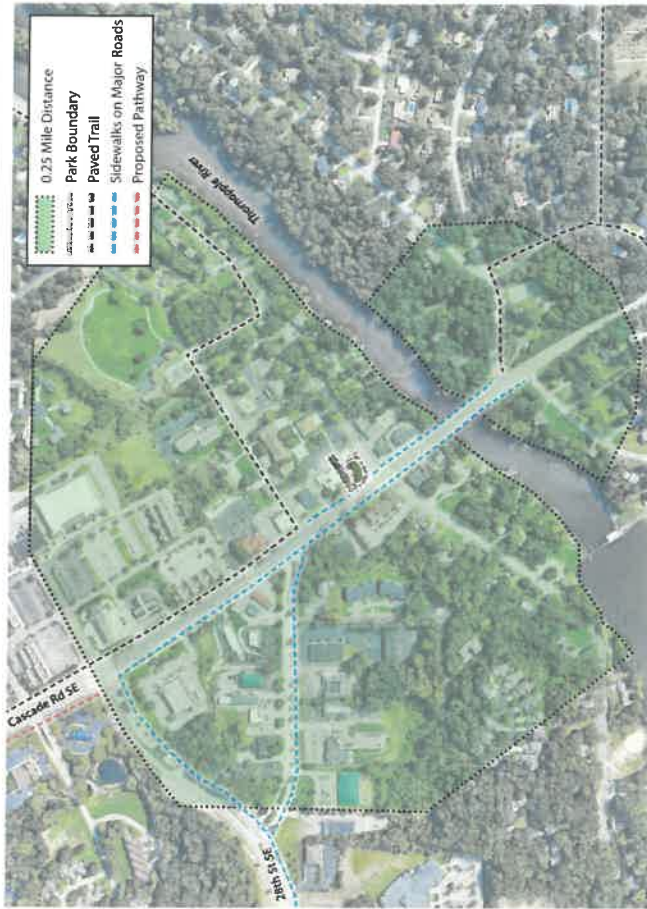 0.25 Mile Distance
Park Boundary
Paved Trail
Sidewalks on Major Roads
Proposed Pathway
Thornapple River
Cascade Rd SE
28th St SE